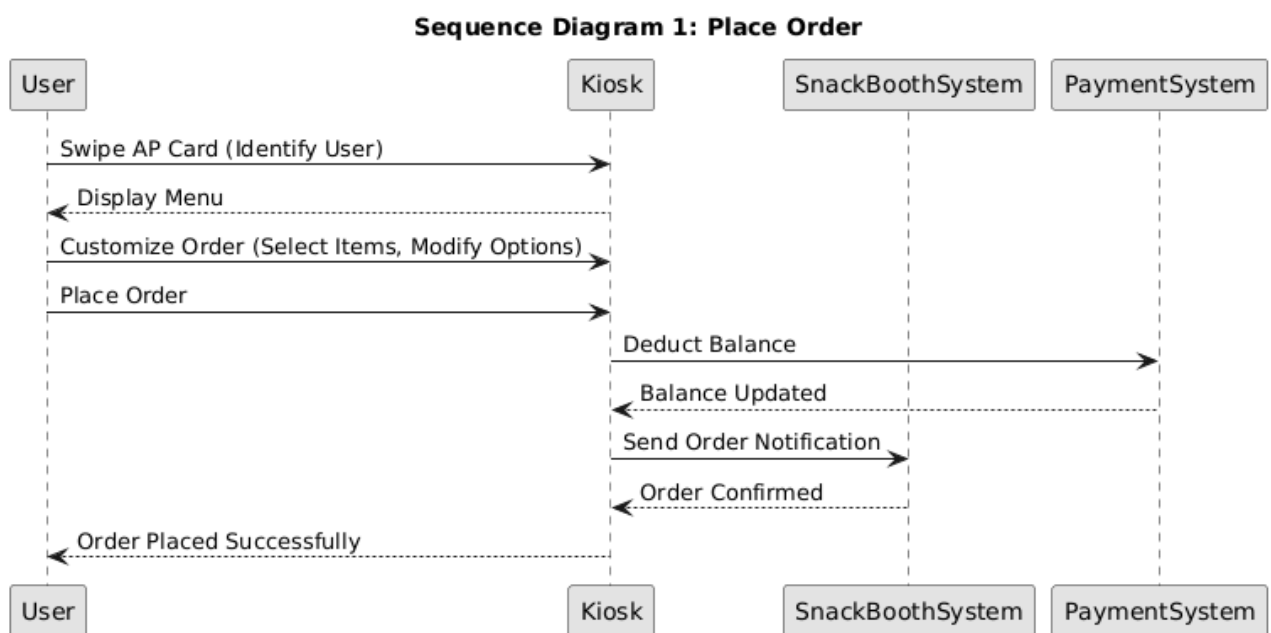 Sequence Diagram 1: Place Order
User
Kiosk
SnackBoothSystem
PaymentSystem
Swipe AP Card (Identify User)
Display Menu
Customize Order (Select Items, Modify Options)
Place Order
Deduct Balance
Balance Updated
Send Order Notification
Order Confirmed
Order Placed Successfully
User
Kiosk
SnackBoothSystem
PaymentSystem